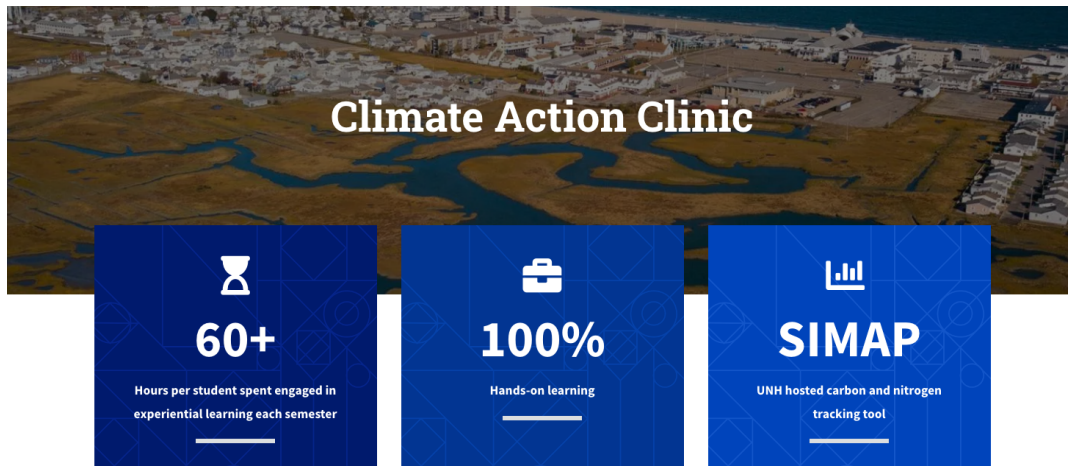 Climate Action Clinic
60+
Hours per student spent engaged in
experiential learning each semester
100%
Hands-on learning
SIMAP
UNH hosted carbon and nitrogen
tracking tool